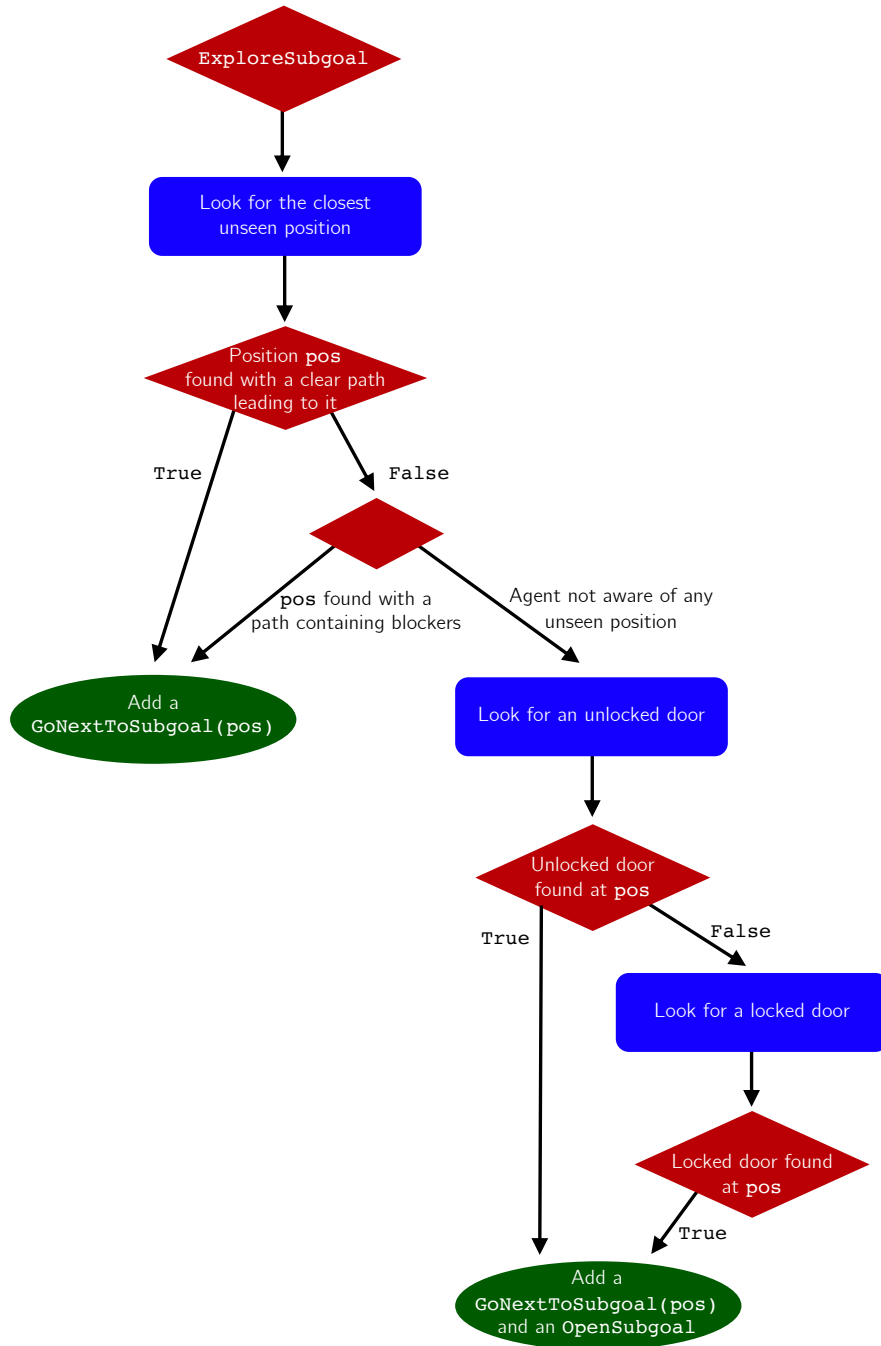 ExploreSubgoal
Look for the closest
unseen position
Position pos
found with a clear path
leading to it
True
False
pos found with a
path containing blockers
Agent not aware of any
unseen position
Add a
GoNextToSubgoal(pos)
Look for an unlocked door
Unlocked door
found at pos
True
False
Look for a locked door
Locked door found
at pos
True
Add a
GoNextToSubgoal(pos)
and an OpenSubgoal